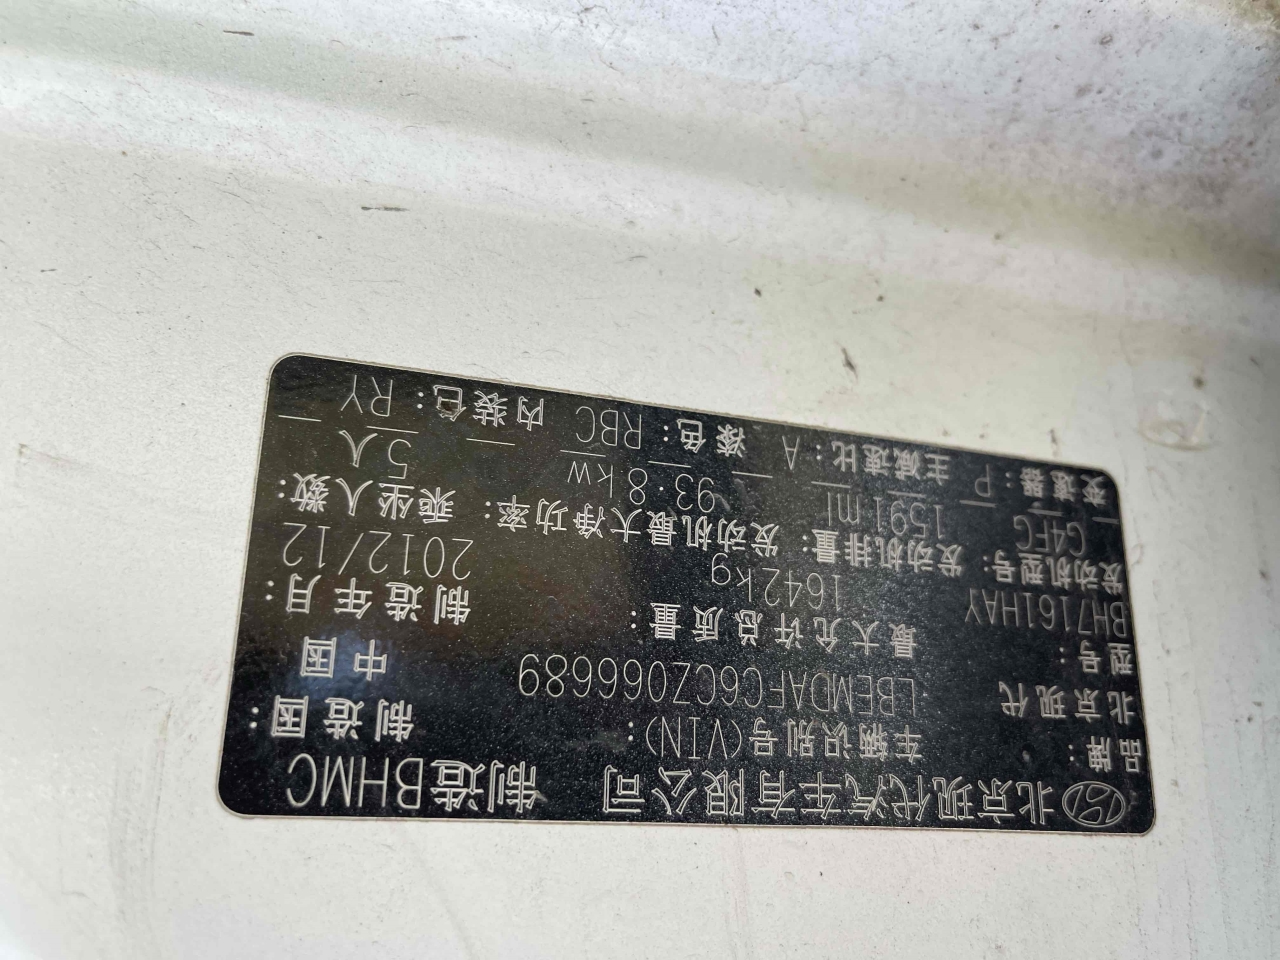 北京现代汽车有限公司 制造BHMC
品牌： 车辆识别号(VIN)： 制造国：
北京现代 LBEMDAFC6CZ066689 中国
型号： 最大允许总质量： 制造年月：
BH7161HAY 1642kg 2012/12
发动机型号： 发动机排量： 发动机最大净功率： 乘坐人数：
G4FC 1591ml 93.8kw 5人
变速器：P 主减速比：A 漆色：RBC 内装色：RY